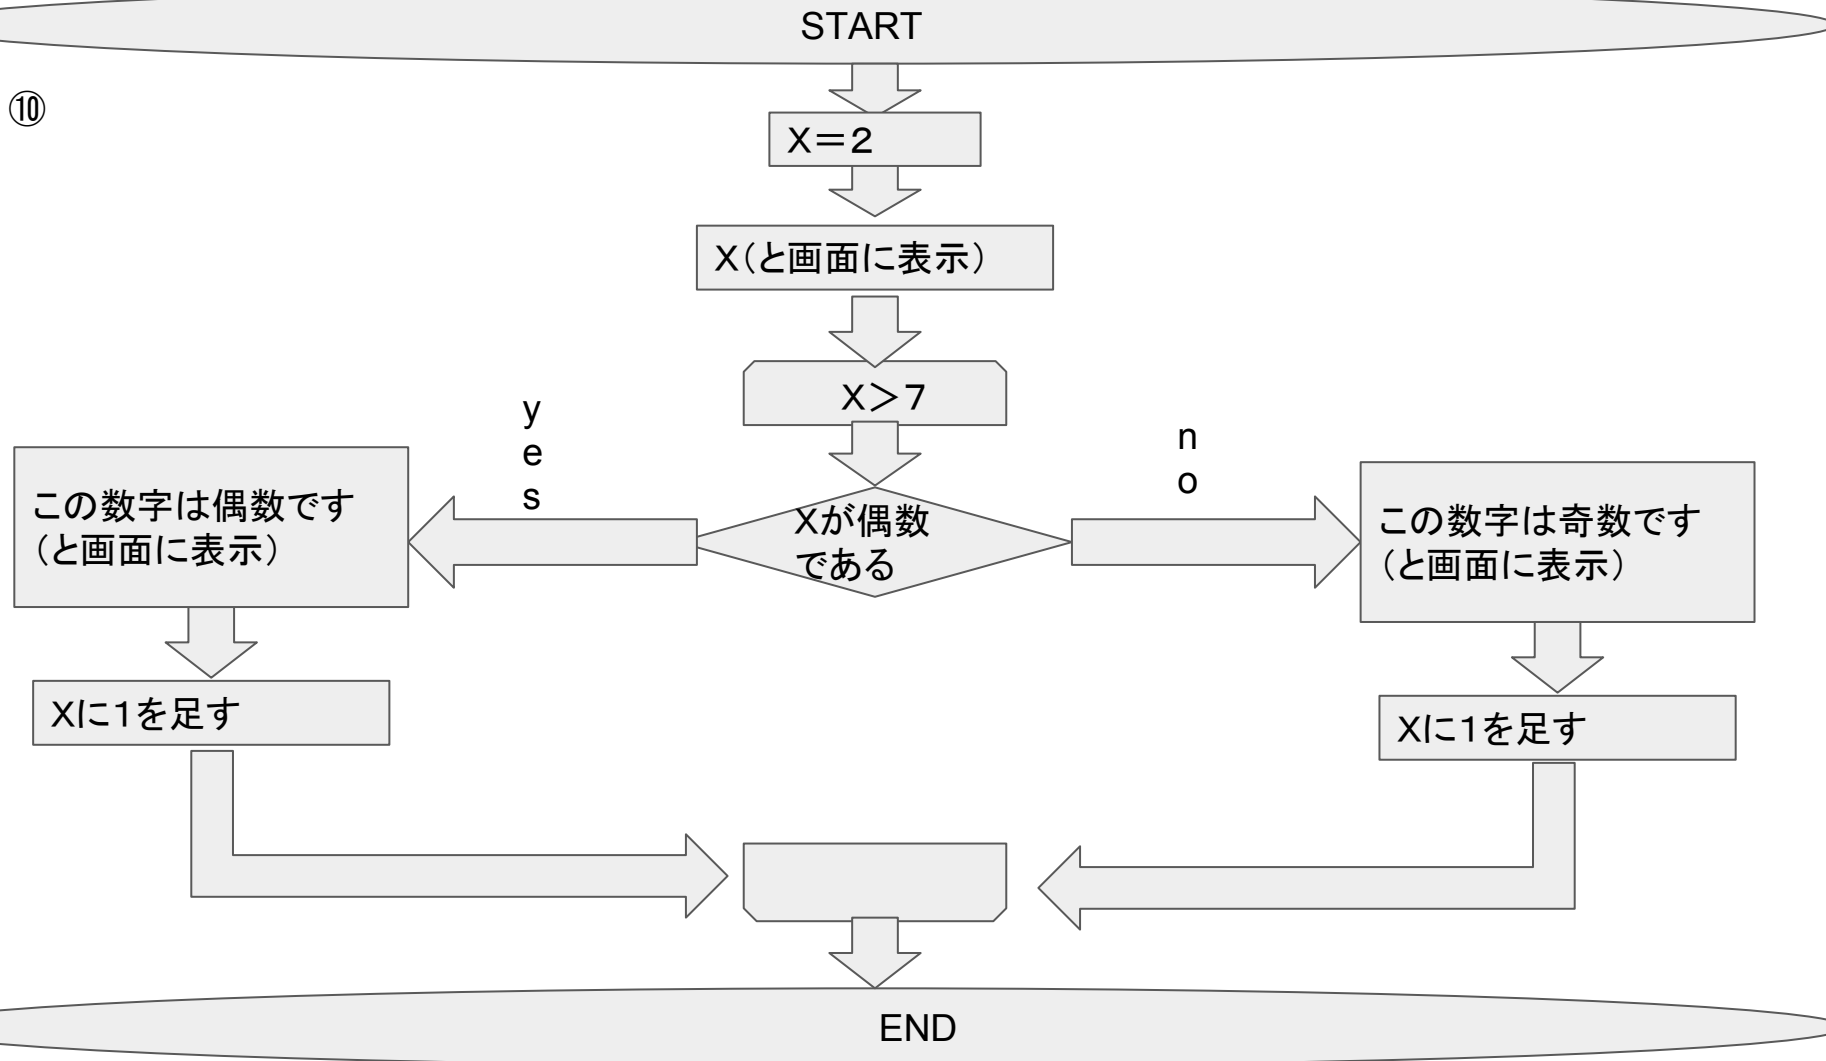 START
⑩
X＝２
X（と画面に表示）
X＞７
yes
no
Xが偶数
である
この数字は偶数です
（と画面に表示）
この数字は奇数です
（と画面に表示）
Xに１を足す
Xに１を足す
END